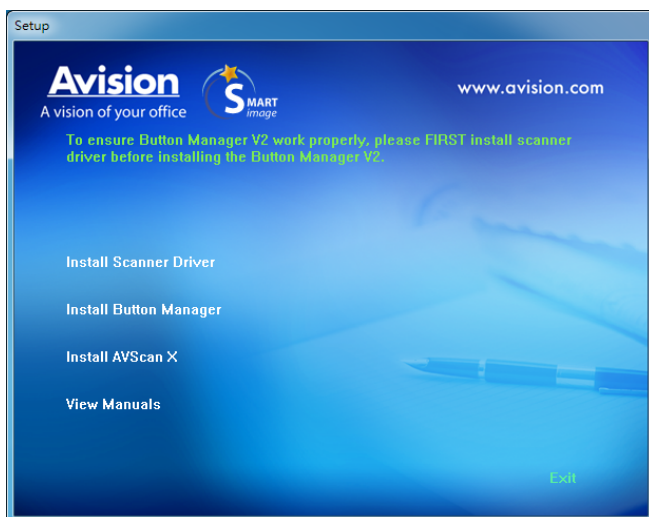 Setup
Avision
A vision of your office
SMART
image
www.avision.com
To ensure Button Manager V2 work properly, please FIRST install scanner
driver before installing the Button Manager V2.
Install Scanner Driver
Install Button Manager
Install AVScan X
View Manuals
Exit